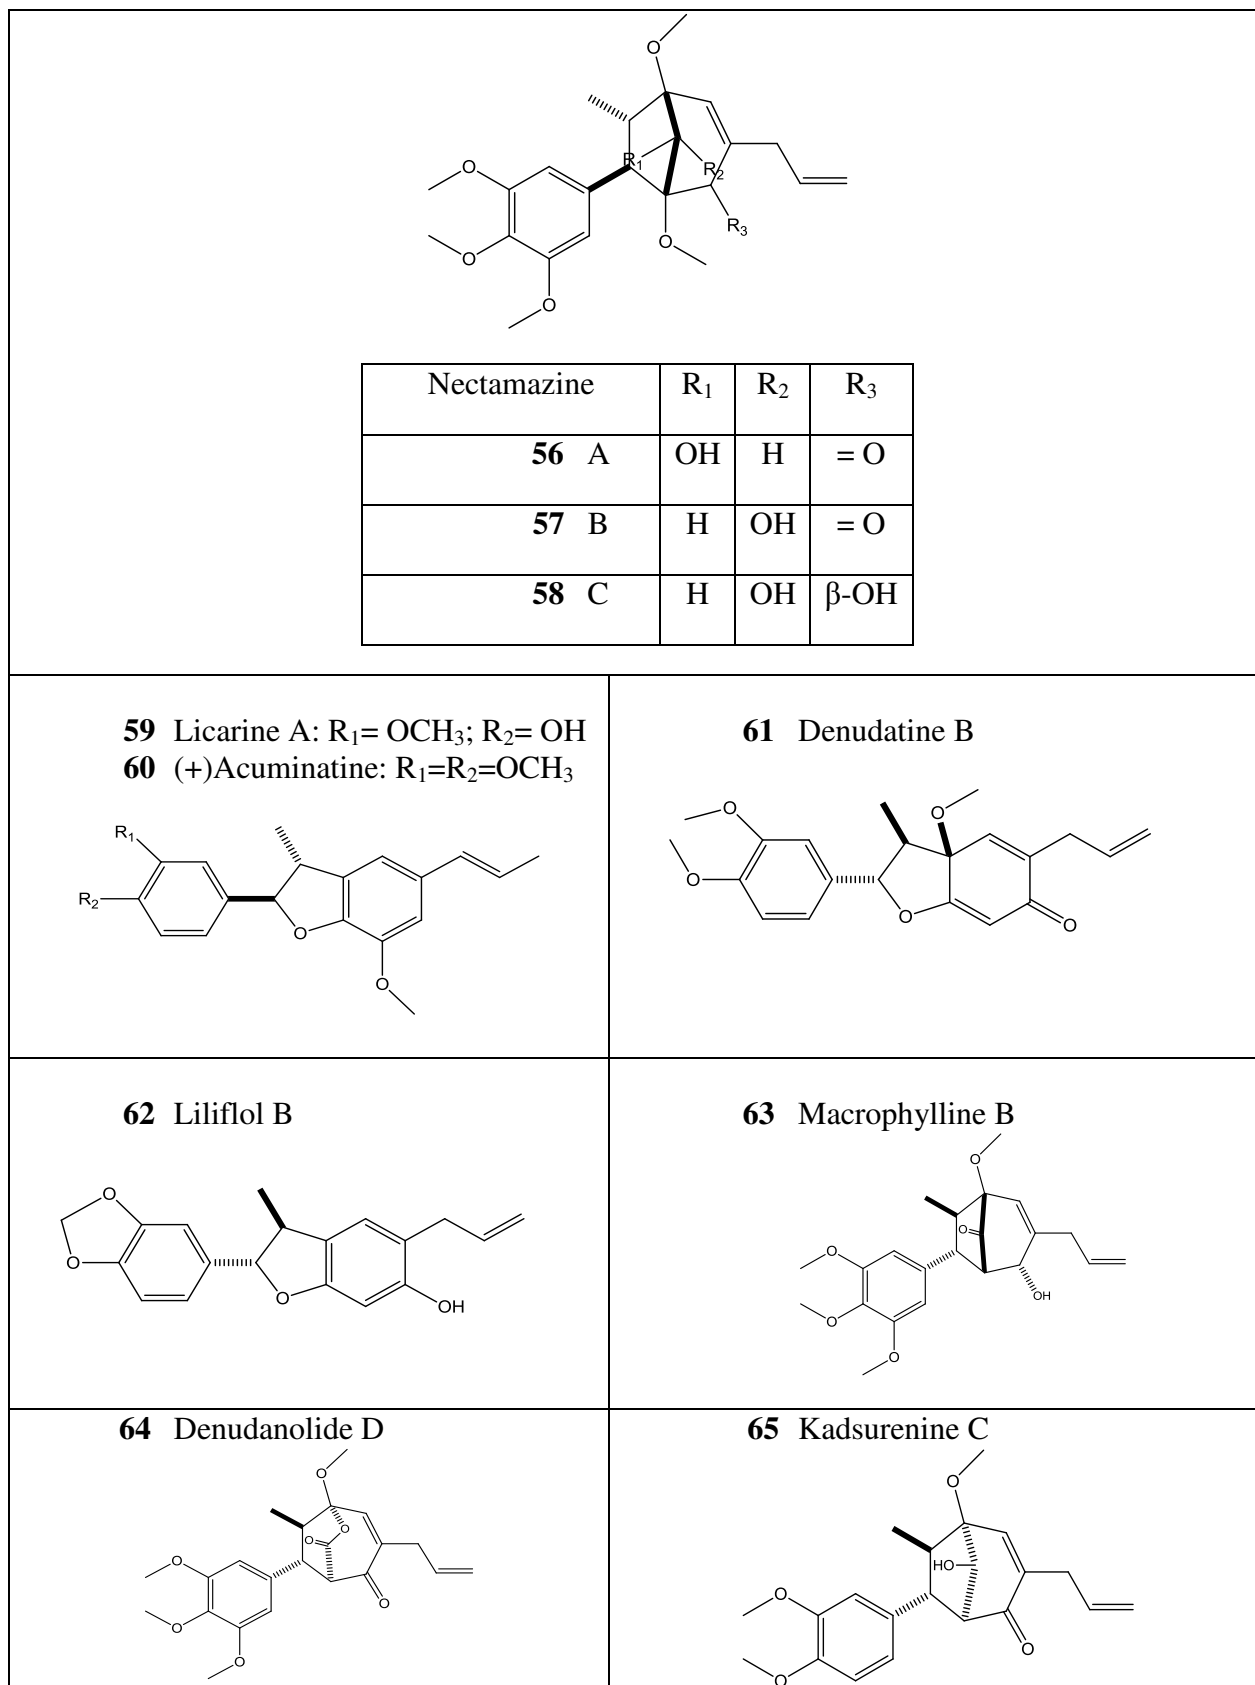 O
R₁
R₂
R₃
O
O
O
O
Nectamazine R₁ R₂ R₃
56 A OH H = O
57 B H OH = O
58 C H OH β-OH
59 Licarine A: R₁= OCH₃; R₂= OH
60 (+)Acuminatine: R₁=R₂=OCH₃
R₁
R₂
O
O
61 Denudatine B
O
O
O
O
O
62 Liliflol B
O
O
O
OH
63 Macrophylline B
O
O
O
O
O
OH
64 Denudanolide D
O
O
O
O
O
O
O
65 Kadsurenine C
O
HO
O
O
O